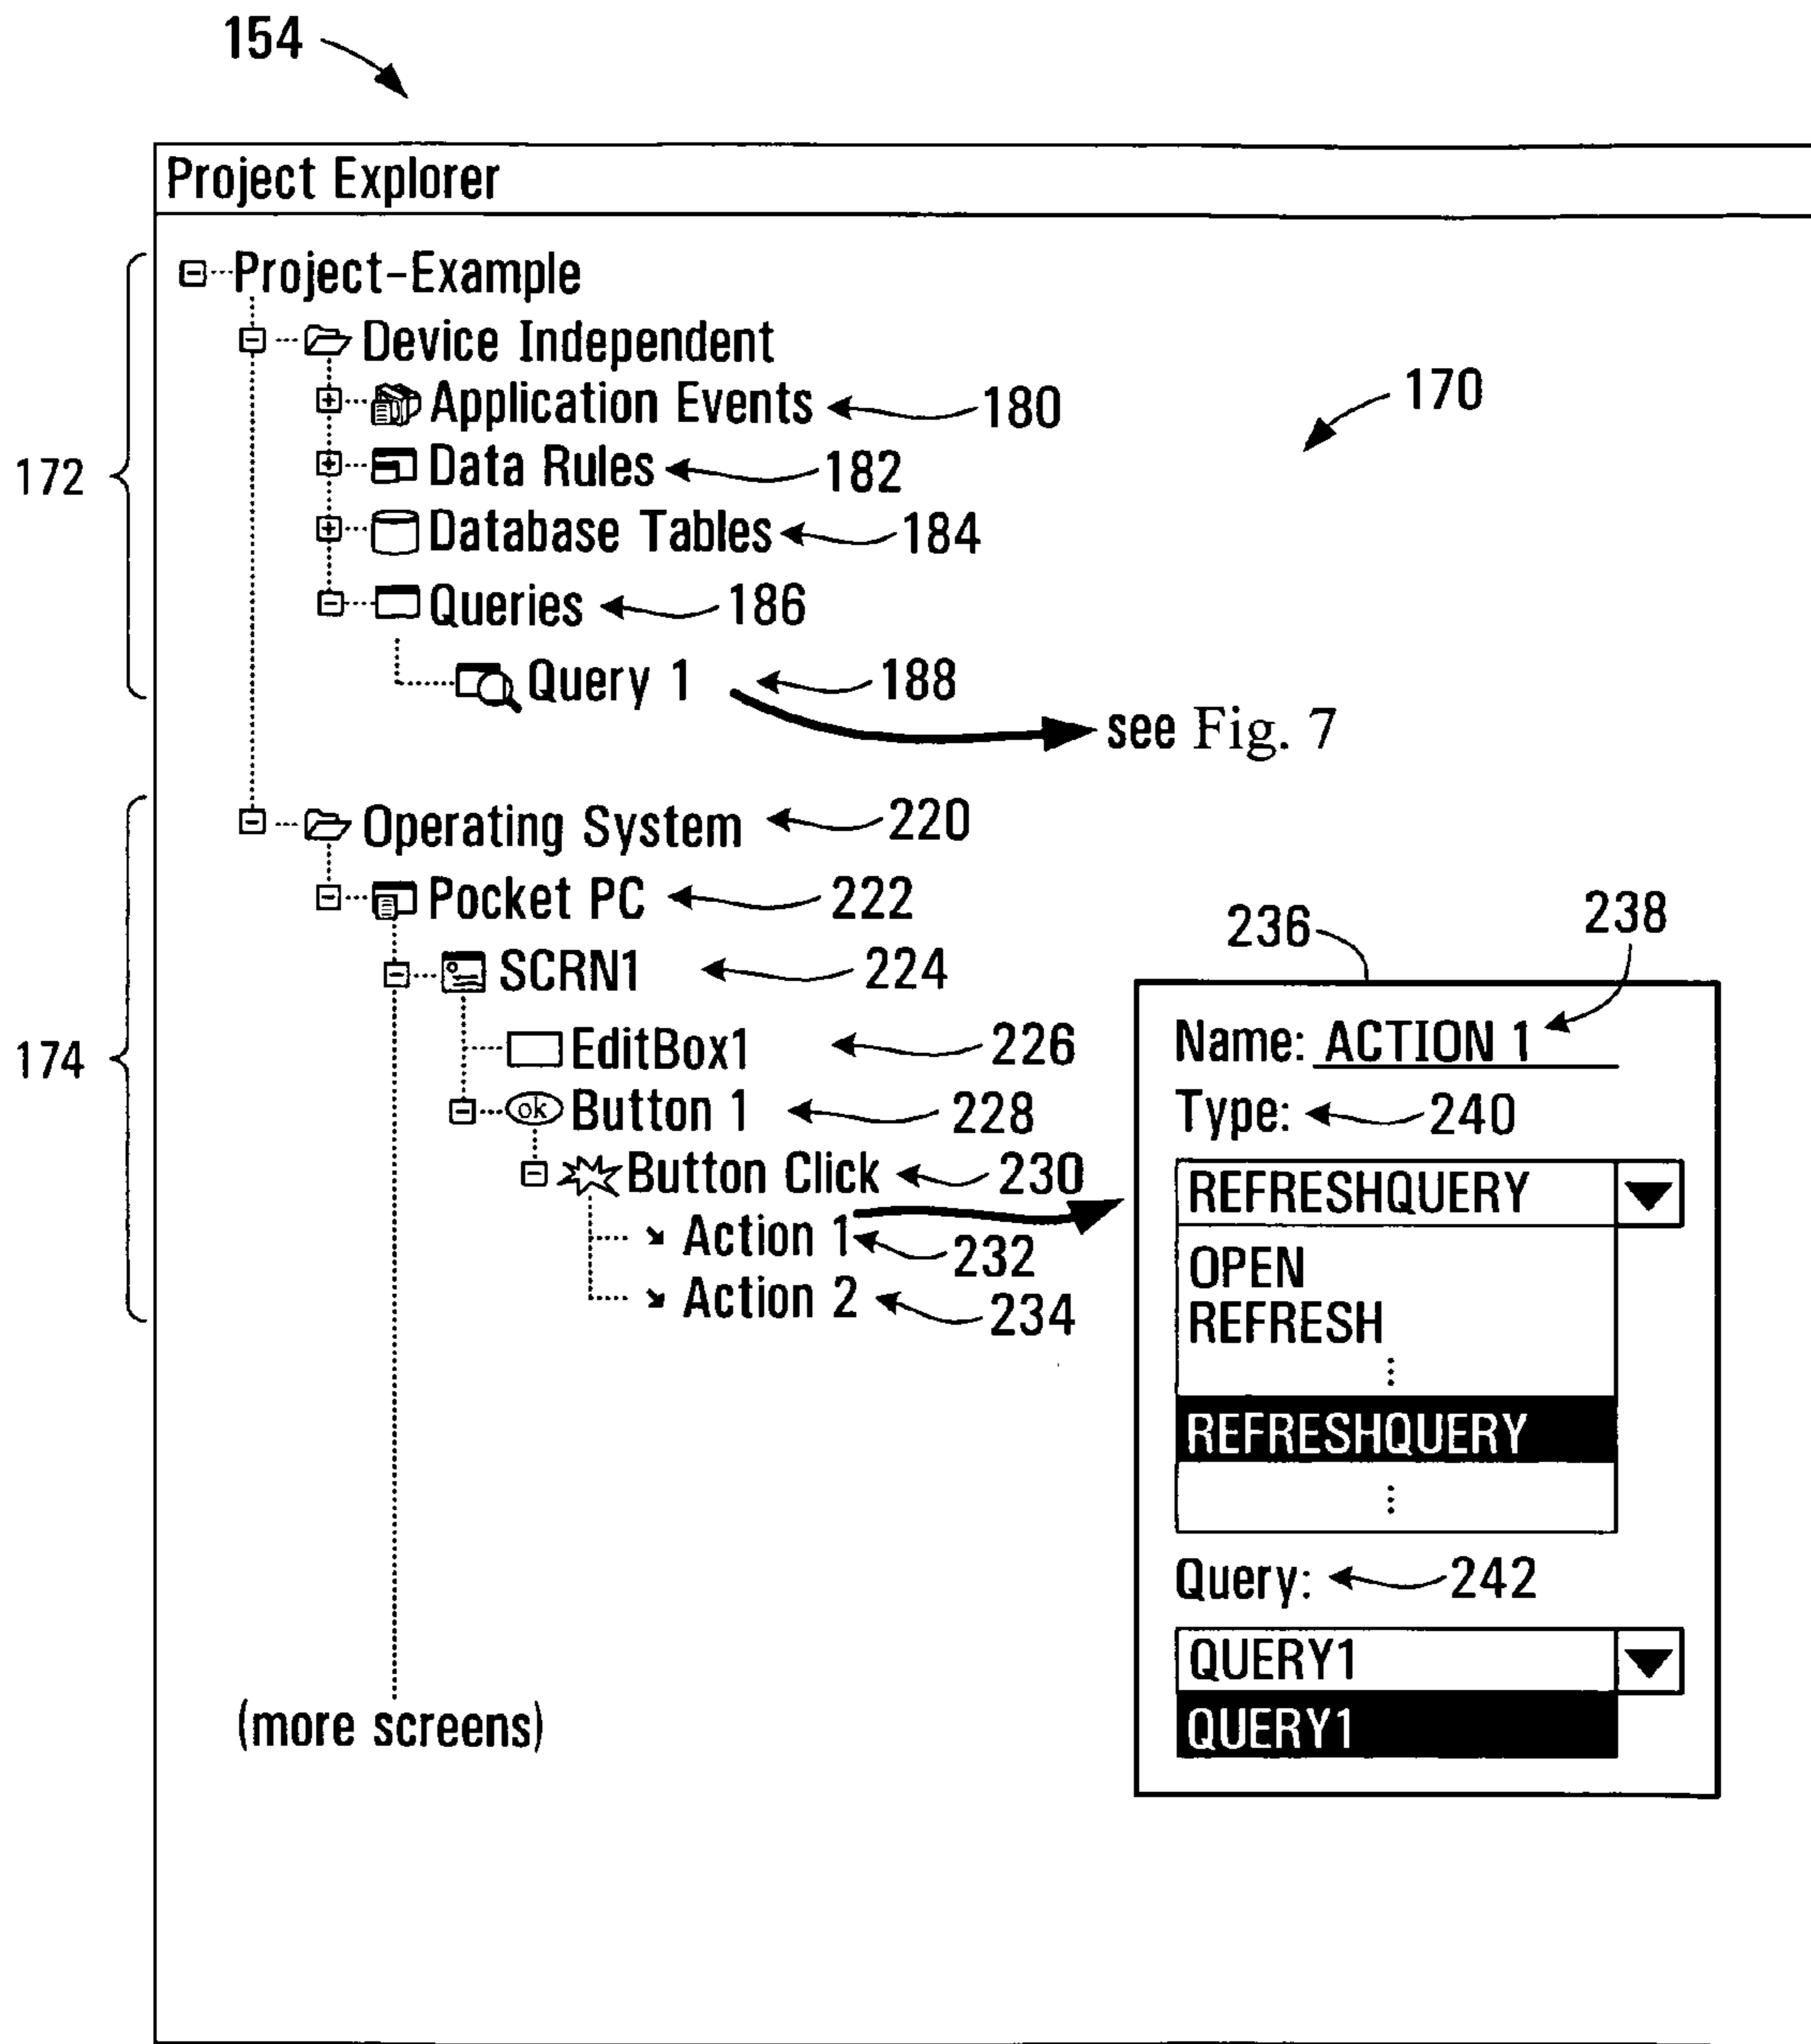 154
Project Explorer
Project-Example
Device Independent
Application Events 180
170
172
Data Rules 182
Database Tables 184
Queries 186
Query 1 188
see Fig. 7
Operating System 220
Pocket PC 222
SCRN1 224
174
EditBox1 226
Button 1 228
ok
Button Click 230
Action 1 232
Action 2 234
(more screens)
236
238
Name: ACTION 1
Type: 240
REFRESHQUERY
OPEN
REFRESH
REFRESHQUERY
Query: 242
QUERY1
QUERY1